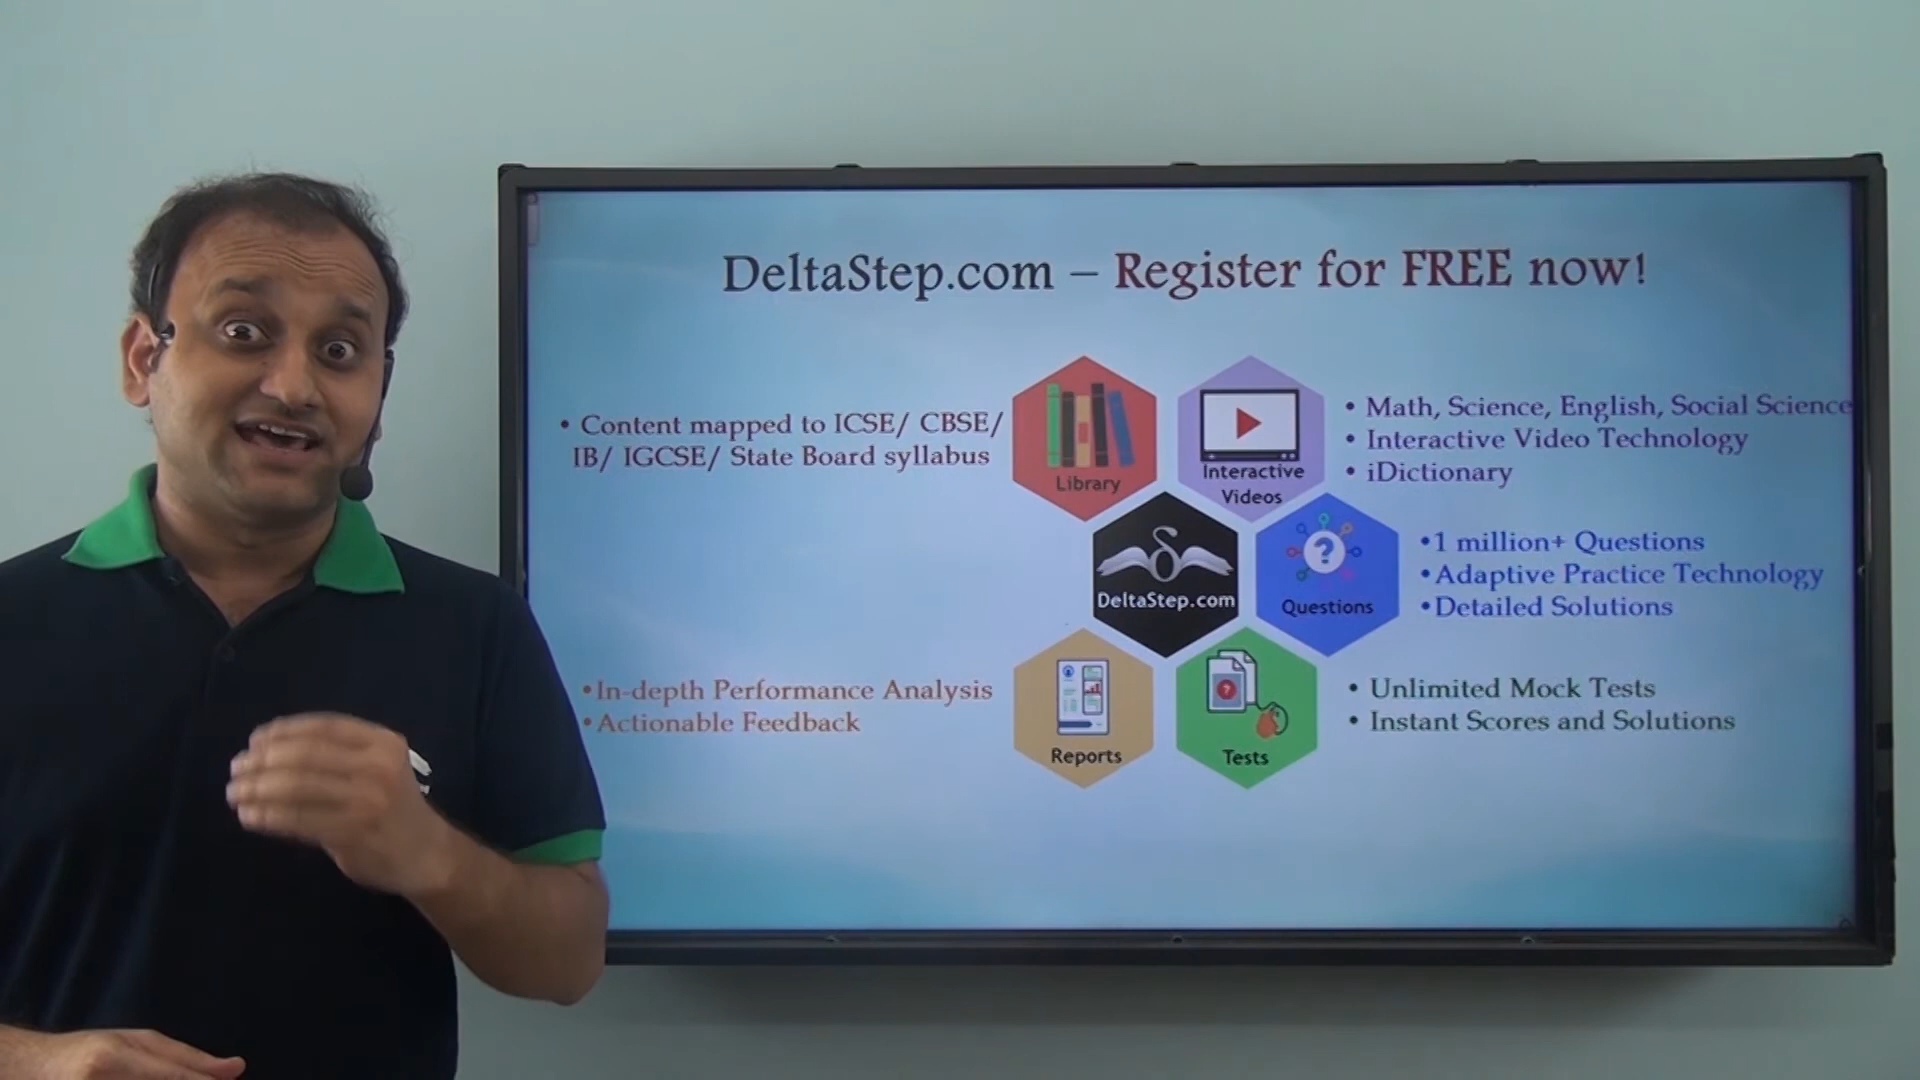 DeltaStep.com – Register for FREE now!
• Content mapped to ICSE/ CBSE/
IB/ IGCSE/ State Board syllabus
Library
Interactive
Videos
• Math, Science, English, Social Science
• Interactive Video Technology
• iDictionary
δ
DeltaStep.com
?
Questions
•1 million+ Questions
•Adaptive Practice Technology
•Detailed Solutions
•In-depth Performance Analysis
•Actionable Feedback
Reports
?
Tests
• Unlimited Mock Tests
• Instant Scores and Solutions